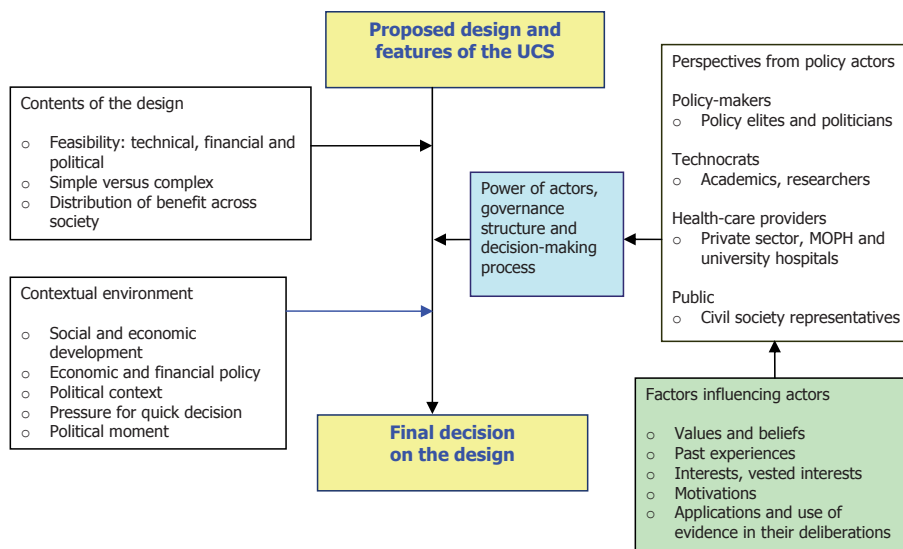 Proposed design and
features of the UCS
Contents of the design
o Feasibility: technical, financial and
political
o Simple versus complex
o Distribution of benefit across
society
Contextual environment
o Social and economic
development
o Economic and financial policy
o Political context
o Pressure for quick decision
o Political moment
Power of actors,
governance
structure and
decision-making
process
Perspectives from policy actors
Policy-makers
o Policy elites and politicians
Technocrats
o Academics, researchers
Health-care providers
o Private sector, MOPH and
university hospitals
Public
o Civil society representatives
Factors influencing actors
o Values and beliefs
o Past experiences
o Interests, vested interests
o Motivations
o Applications and use of
evidence in their deliberations
Final decision
on the design